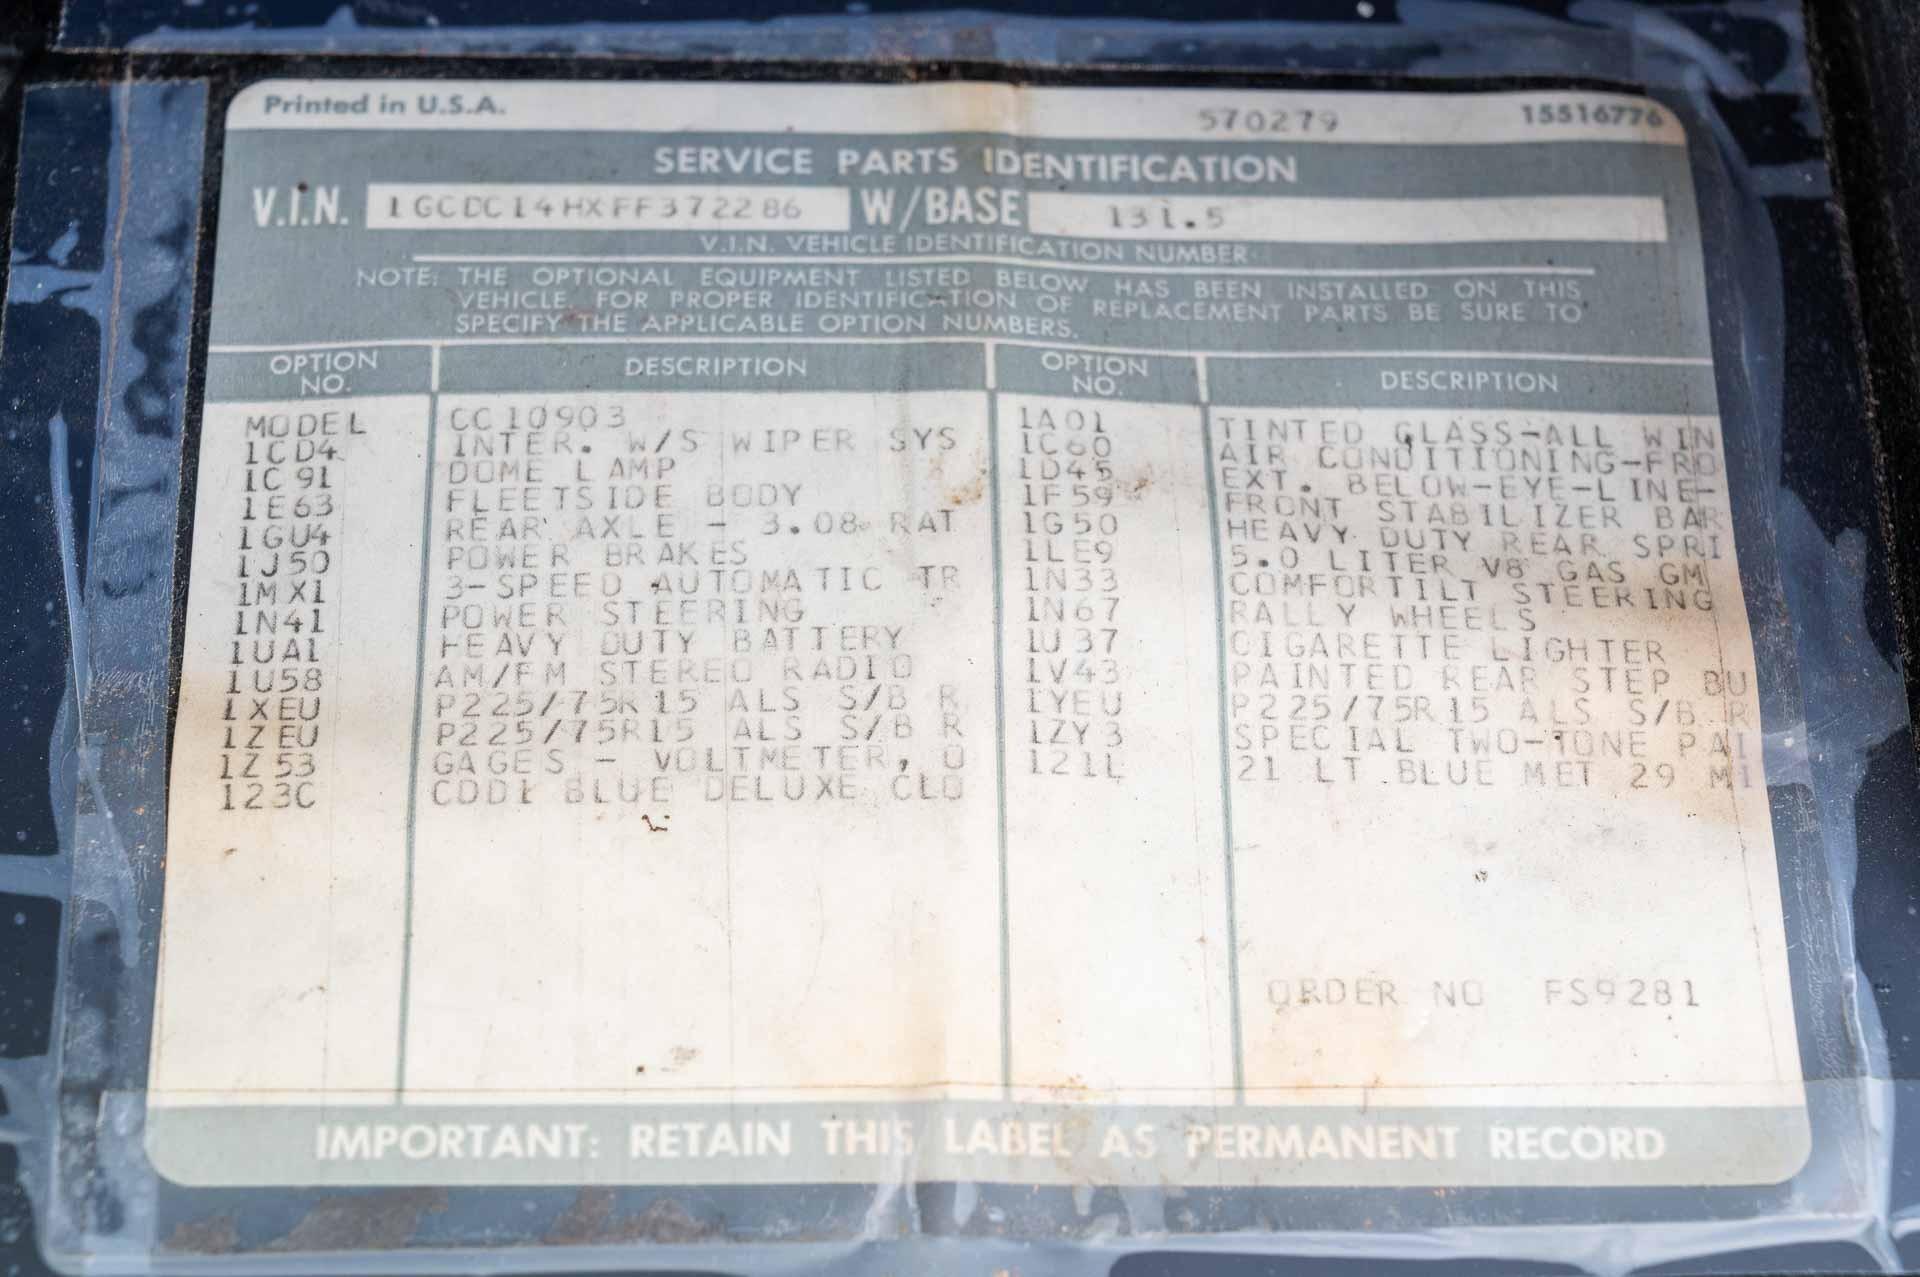 Printed in U.S.A. 570279 15516776
SERVICE PARTS IDENTIFICATION
V.I.N. 1GCDC14HXFF372286 W/BASE 131.5
V.I.N. VEHICLE IDENTIFICATION NUMBER
NOTE: THE OPTIONAL EQUIPMENT LISTED BELOW HAS BEEN INSTALLED ON THIS
VEHICLE. FOR PROPER IDENTIFICATION OF REPLACEMENT PARTS BE SURE TO
SPECIFY THE APPLICABLE OPTION NUMBERS.
OPTION NO. DESCRIPTION OPTION NO. DESCRIPTION
MODEL CC10903 1A01 TINTED GLASS-ALL WIN
1CD4 INTER. W/S WIPER SYS 1C60 AIR CONDITIONING-FRO
1C91 DOME LAMP 1D45 EXT. BELOW-EYE-LINE-
1E63 FLEETSIDE BODY 1F59 FRONT STABILIZER BAR
1GU4 REAR AXLE - 3.08 RAT 1G50 HEAVY DUTY REAR SPRI
1J50 POWER BRAKES 1LE9 5.0 LITER V8 GAS GM
1MX1 3-SPEED AUTOMATIC TR 1N33 COMFORTILT STEERING
1N41 POWER STEERING 1N67 RALLY WHEELS
1UA1 HEAVY DUTY BATTERY 1U37 CIGARETTE LIGHTER
1U58 AM/FM STEREO RADIO 1V43 PAINTED REAR STEP BU
1XEU P225/75R15 ALS S/B R 1YEU P225/75R15 ALS S/B R
1ZEU P225/75R15 ALS S/B R 1ZY3 SPECIAL TWO-TONE PAI
1Z53 GAGES - VOLTMETER, O 121L 21 LT BLUE MET 29 MI
123C CDD1 BLUE DELUXE CLO
ORDER NO FS9281
IMPORTANT: RETAIN THIS LABEL AS PERMANENT RECORD